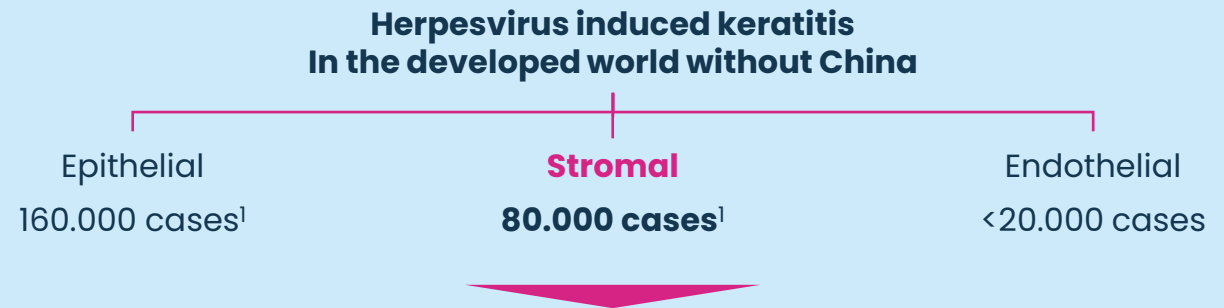 Herpesvirus induced keratitis
In the developed world without China
Epithelial Stromal Endothelial
160.000 cases¹ 80.000 cases¹ <20.000 cases